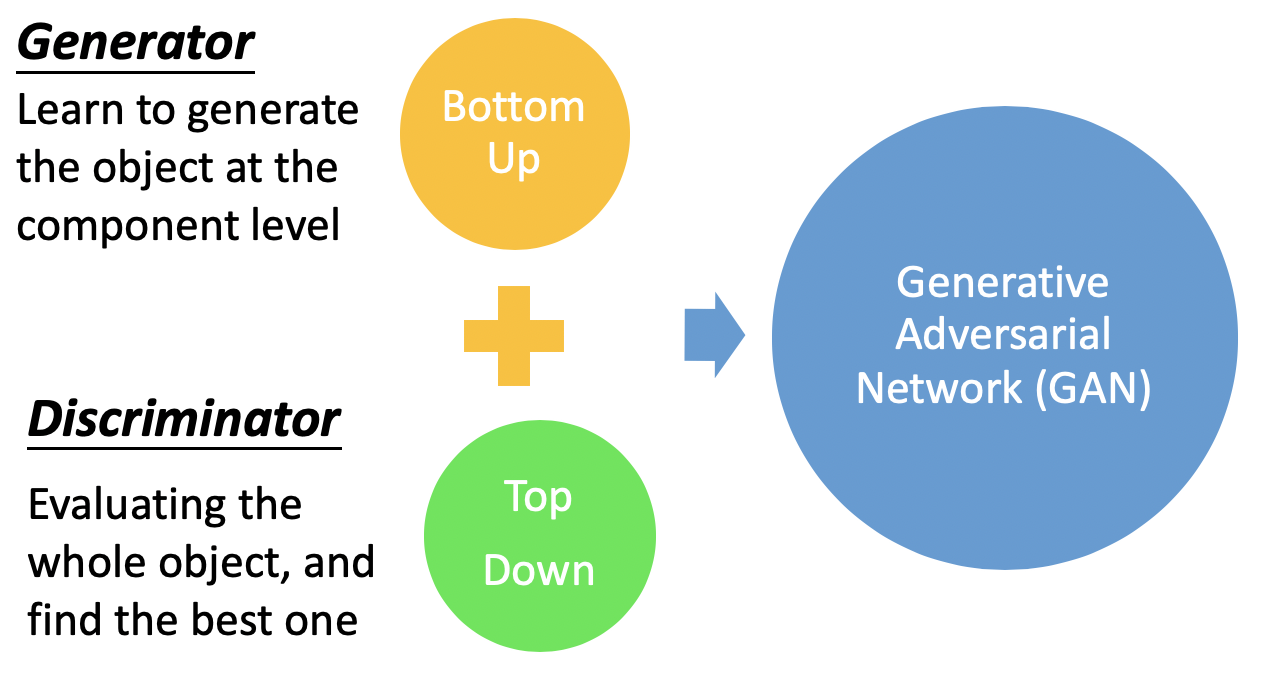 Generator
Learn to generate
the object at the
component level
Bottom
Up
Discriminator
Evaluating the
whole object, and
find the best one
Top
Down
Generative
Adversarial
Network (GAN)